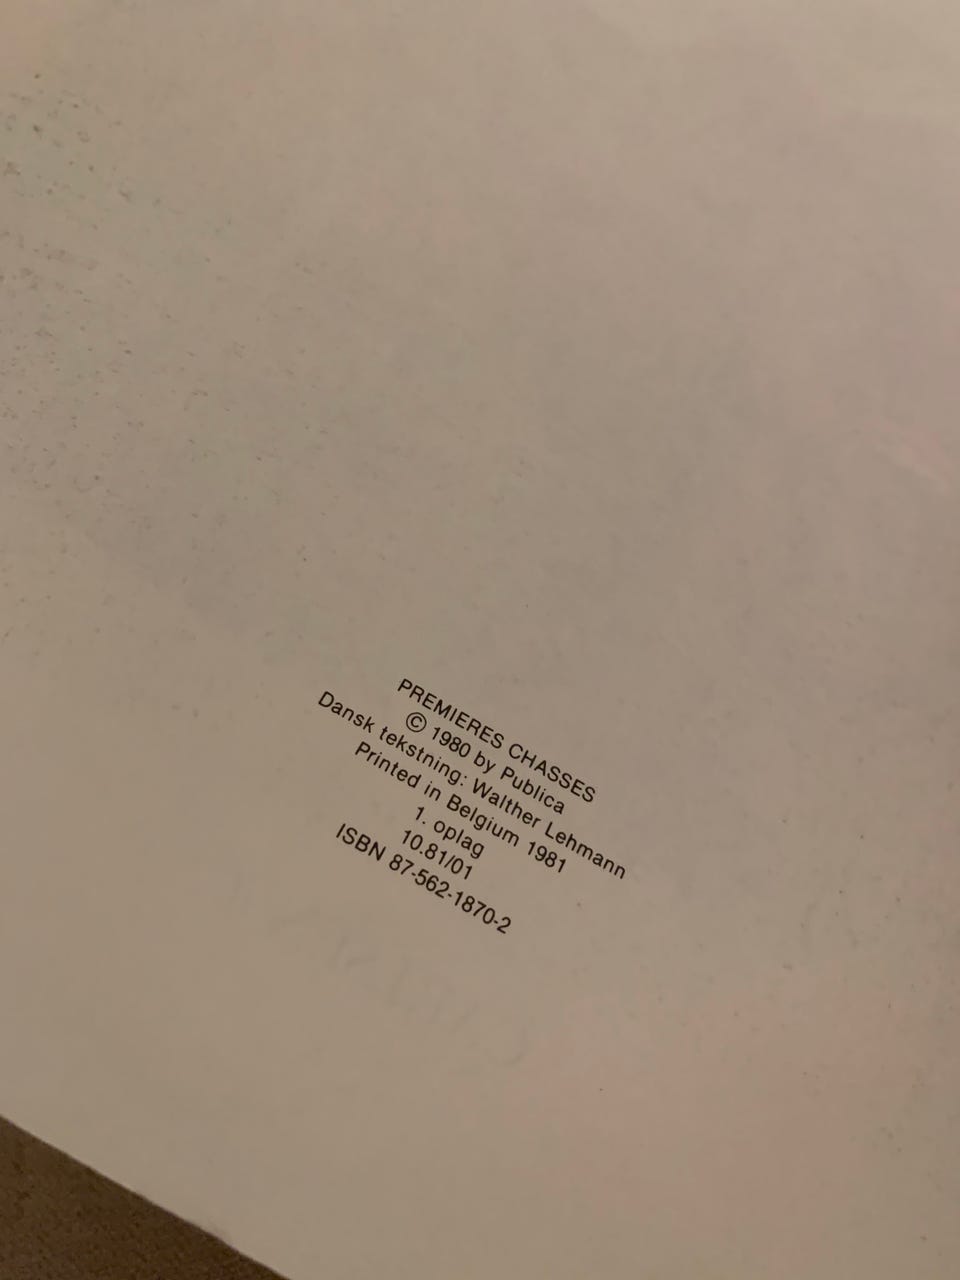 PREMIERES CHASSES
© 1980 by Publica
Dansk tekstning: Walther Lehmann
Printed in Belgium 1981
1. oplag
10.81/01
ISBN 87-562-1870-2